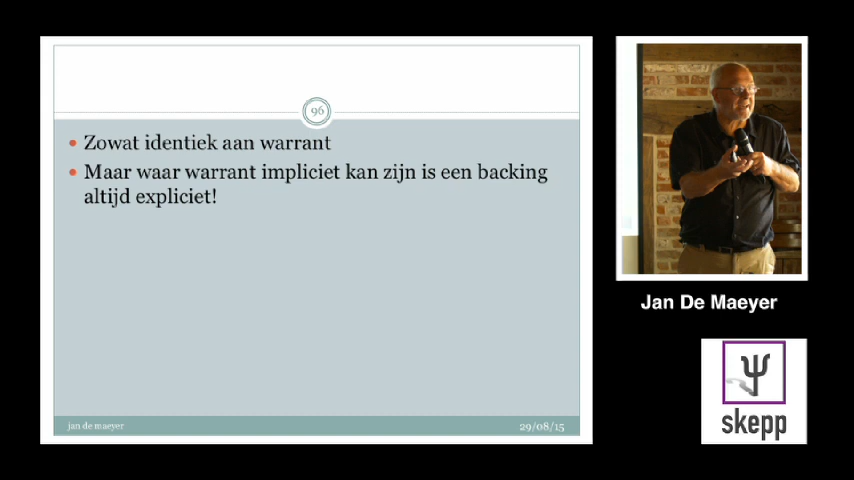 96
Zowat identiek aan warrant
Maar waar warrant impliciet kan zijn is een backing
altijd expliciet!
jan de maeyer
29/08/15
Jan De Maeyer
skepp